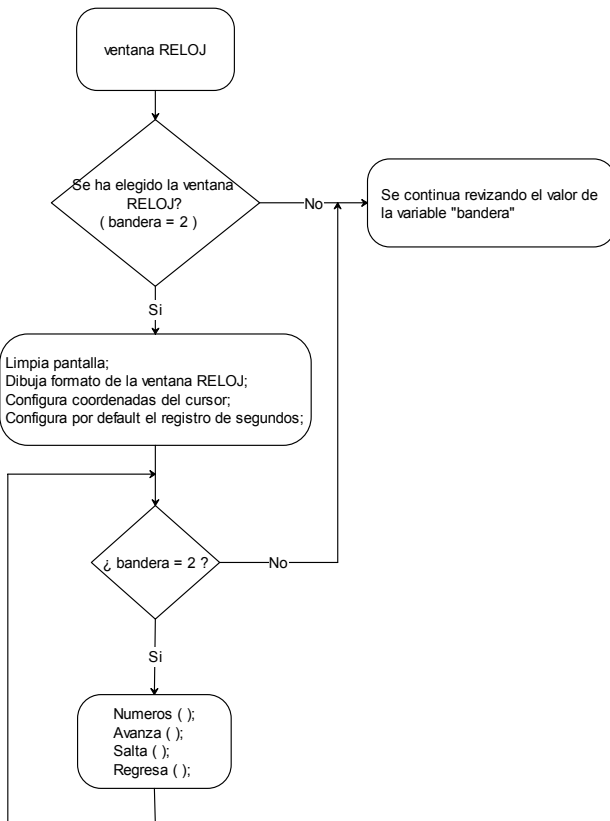 ventana RELOJ
Se ha elegido la ventana
RELOJ?
( bandera = 2 )
No
Se continua revizando el valor de
la variable "bandera"
Si
Limpia pantalla;
Dibuja formato de la ventana RELOJ;
Configura coordenadas del cursor;
Configura por default el registro de segundos;
¿ bandera = 2 ?
No
Si
Numeros ( );
Avanza ( );
Salta ( );
Regresa ( );